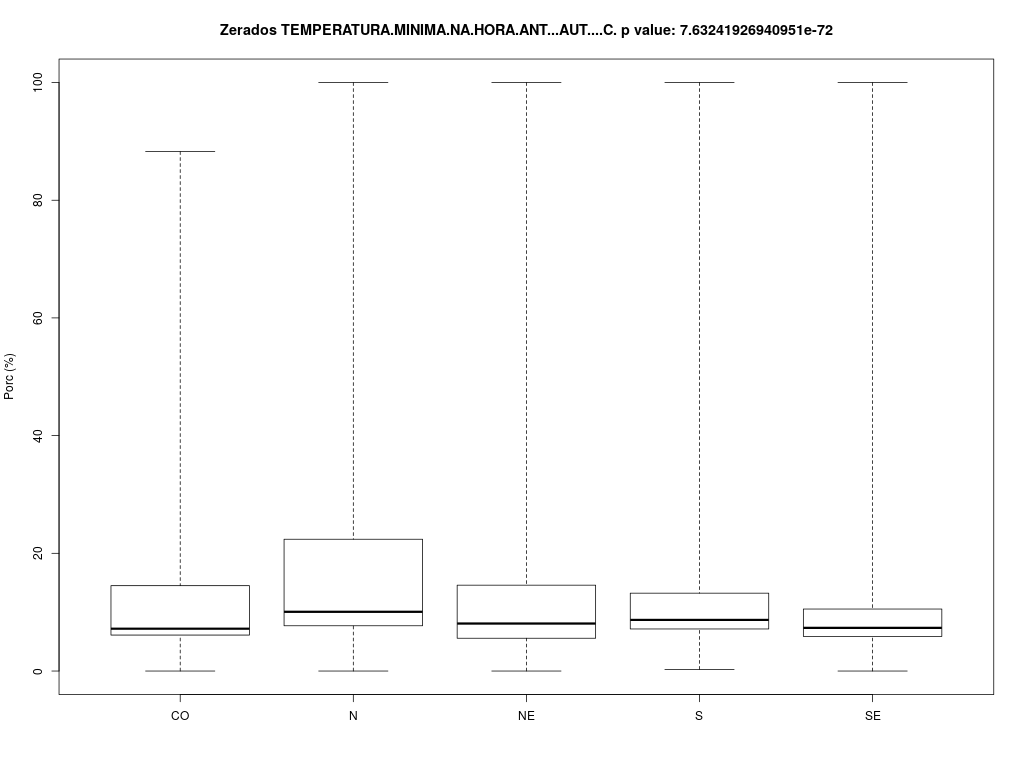 Zerados TEMPERATURA.MINIMA.NA.HORA.ANT...AUT....C. p value: 7.63241926940951e-72
Porc (%)
100
80
60
40
20
0
CO N NE S SE